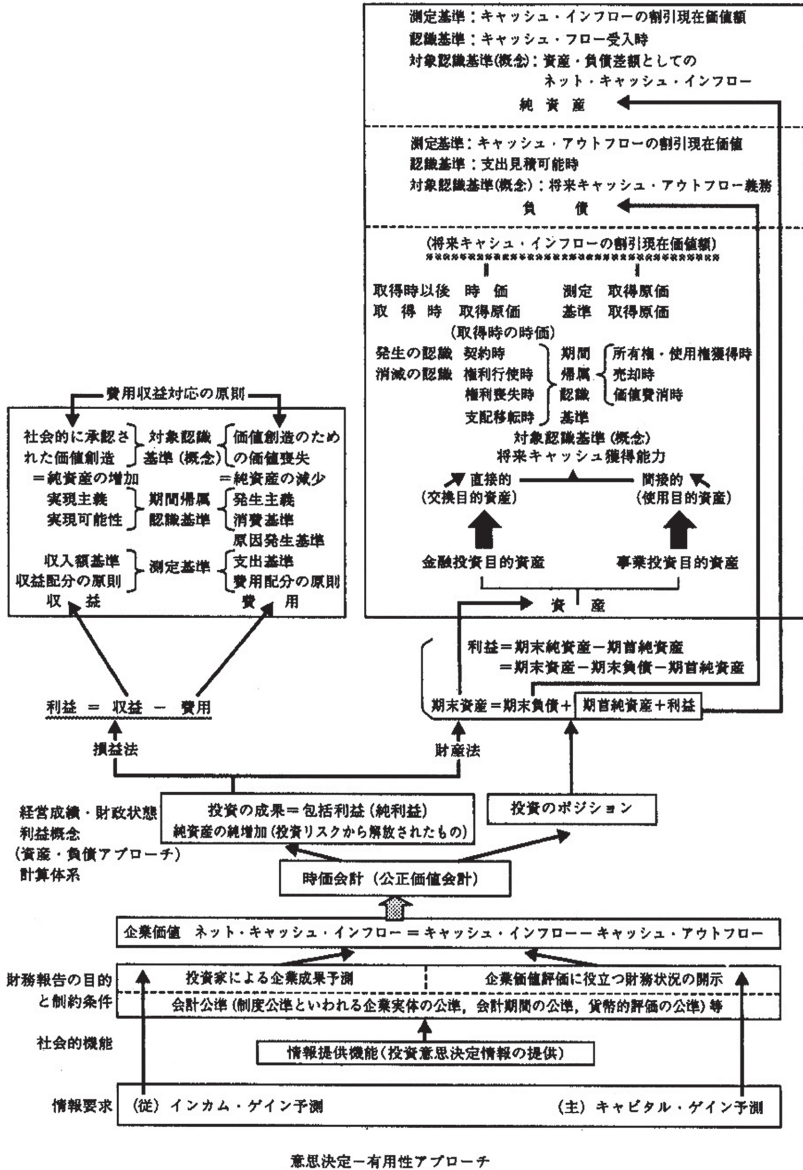 測定基準：キャッシュ・インフローの割引現在価値額
認識基準：キャッシュ・フロー受入時
対象認識基準(概念)：資産・負債差額としての
ネット・キャッシュ・インフロー
純資産
測定基準：キャッシュ・アウトフローの割引現在価値
認識基準：支出見積可能時
対象認識基準(概念)：将来キャッシュ・アウトフロー義務
負債
(将来キャシュ・インフローの割引現在価値額)
取得時以後 時価 測定 取得原価
取得時 取得原価 基準 取得原価
(取得時の時価)
発生の認識 契約時 期間 所有権・使用権獲得時
消滅の認識 権利行使時 帰属 売却時
権利喪失時 認識 価値費消時
支配移転時 基準
対象認識基準(概念)
将来キャッシュ獲得能力
直接的 間接的
(交換目的資産) (使用目的資産)
金融投資目的資産 事業投資目的資産
資産
費用収益対応の原則
社会的に承認さ 対象認識 価値創造のため
れた価値創造 基準(概念) の価値喪失
＝純資産の増加 ＝純資産の減少
実現主義 期間帰属 発生主義
実現可能性 認識基準 消費基準
原因発生基準
収入額基準 測定基準 支出基準
収益配分の原則 費用配分の原則
収益 費用
利益＝期末純資産－期首純資産
＝期末資産－期末負債－期首純資産
利益 ＝ 収益 － 費用
期末資産＝期末負債＋期首純資産＋利益
損益法 財産法
経営成績・財政状態
利益概念
(資産・負債アプローチ)
計算体系
投資の成果＝包括利益(純利益)
純資産の純増加(投資リスクから解放されたもの)
投資のポジション
時価会計(公正価値会計)
企業価値 ネット・キャッシュ・インフロー＝キャッシュ・インフロー－キャッシュ・アウトフロー
財務報告の目的
と制約条件
投資家による企業成果予測 企業価値評価に役立つ財務状況の開示
会計公準(制度公準といわれる企業実体の公準，会計期間の公準，貨幣的評価の公準)等
社会的機能
情報提供機能(投資意思決定情報の提供)
情報要求 (従)インカム・ゲイン予測 (主)キャピタル・ゲイン予測
意思決定－有用性アプローチ